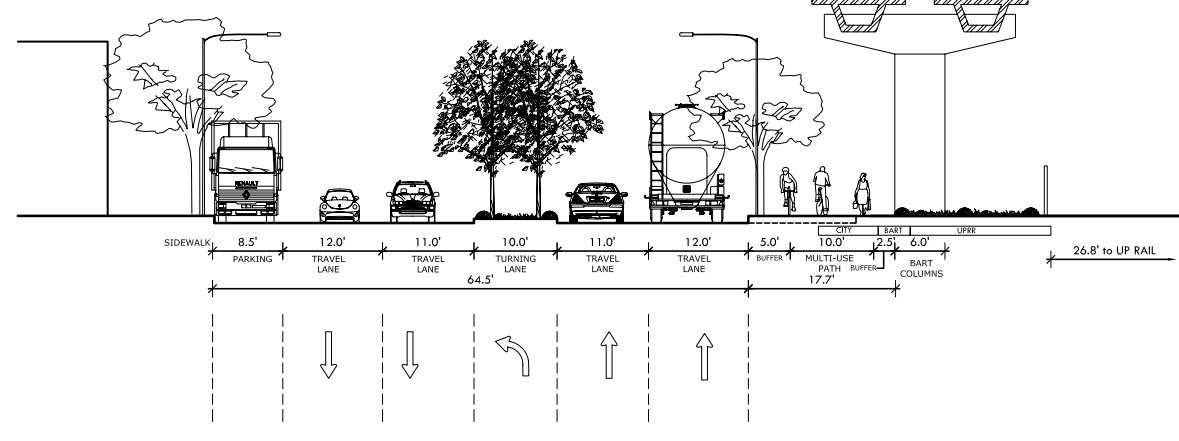 RENAULT
CITY BART UPRR
SIDEWALK 8.5' 12.0' 11.0' 10.0' 11.0' 12.0' 5.0' 10.0' 2.5' 6.0'
26.8' to UP RAIL
PARKING TRAVEL LANE TRAVEL LANE TURNING LANE TRAVEL LANE TRAVEL LANE BUFFER MULTI-USE PATH BUFFER BART COLUMNS
64.5' 17.7'